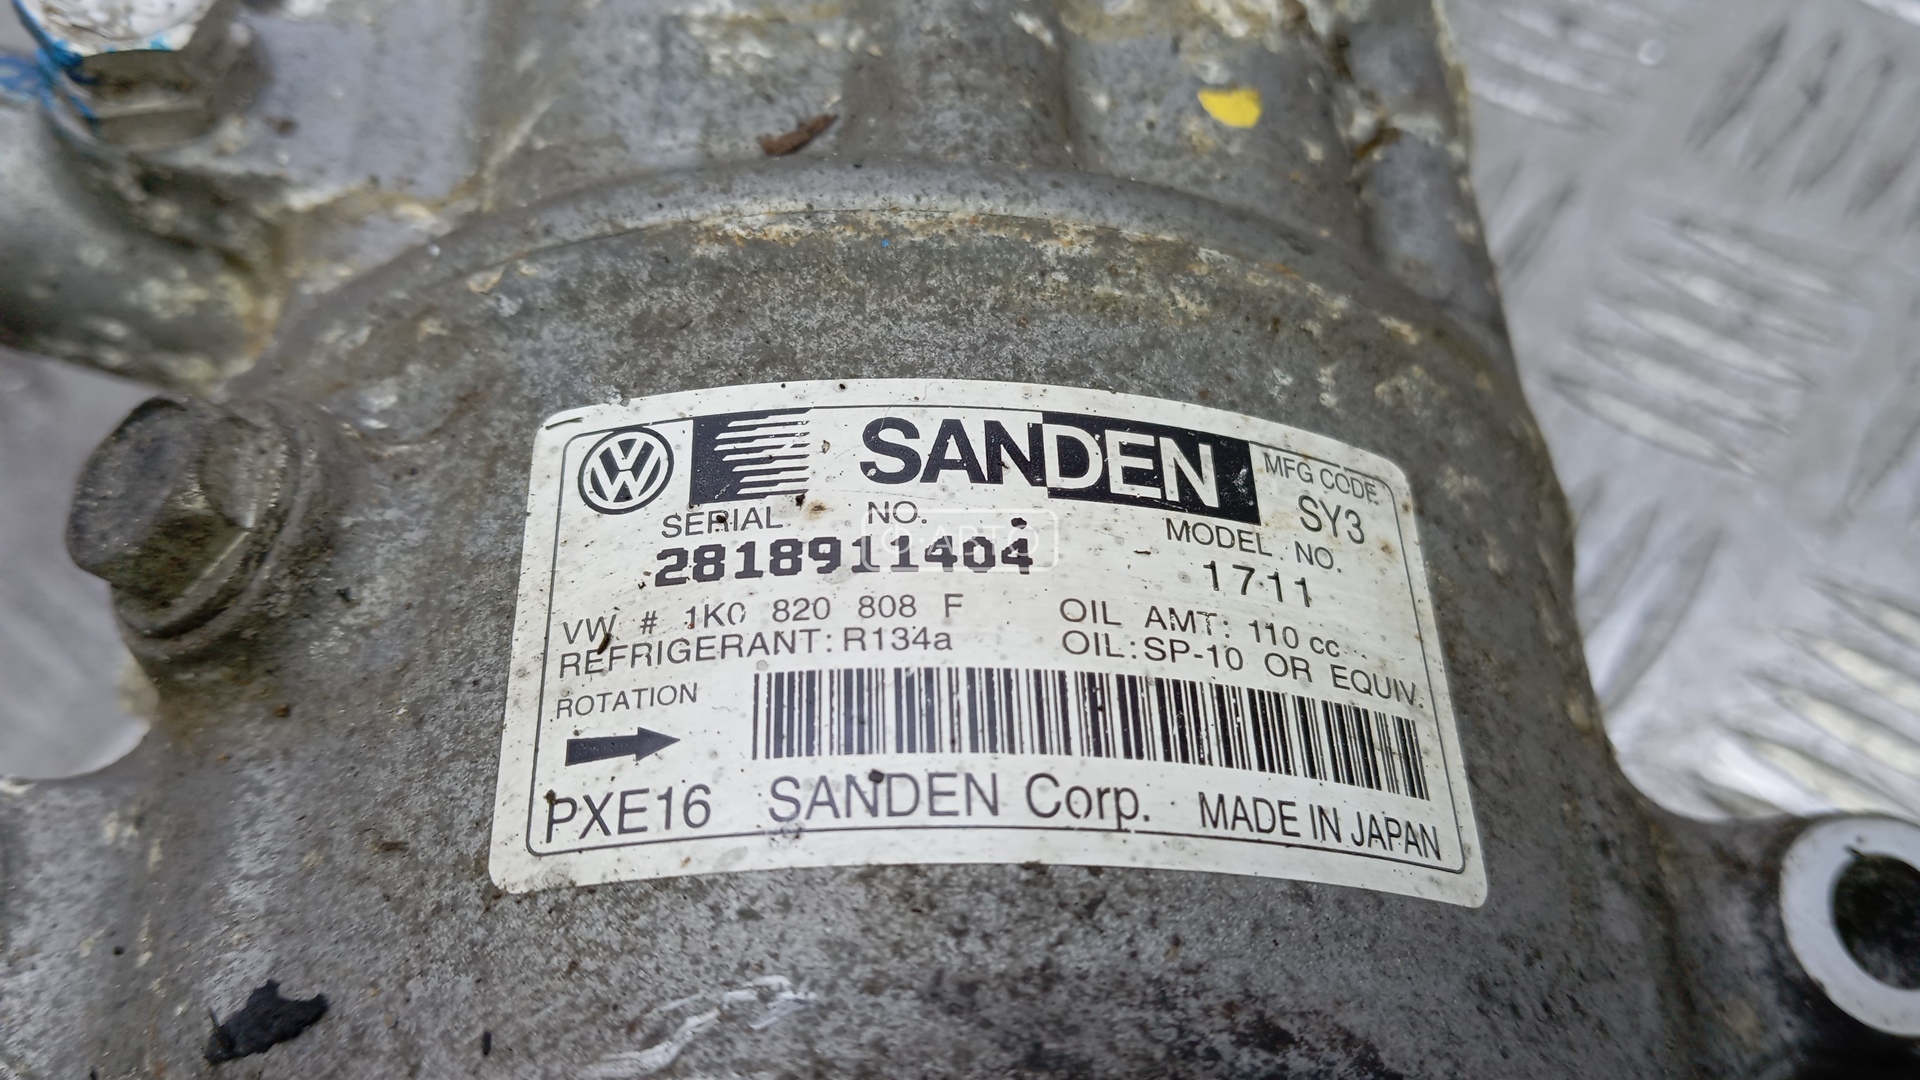 SANDEN
MFG CODE
SY3
SERIAL NO.
2818911404
MODEL NO.
1711
VW # 1K0 820 808 F
REFRIGERANT: R134a
OIL AMT: 110 cc
OIL: SP-10 OR EQUIV.
ROTATION
PXE16 SANDEN Corp. MADE IN JAPAN